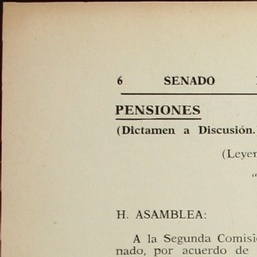 6 SENADO
PENSIONES
(Dictamen a Discusión.
(Leyer
"
H. ASAMBLEA:
A la Segunda Comisi
nado, por acuerdo de